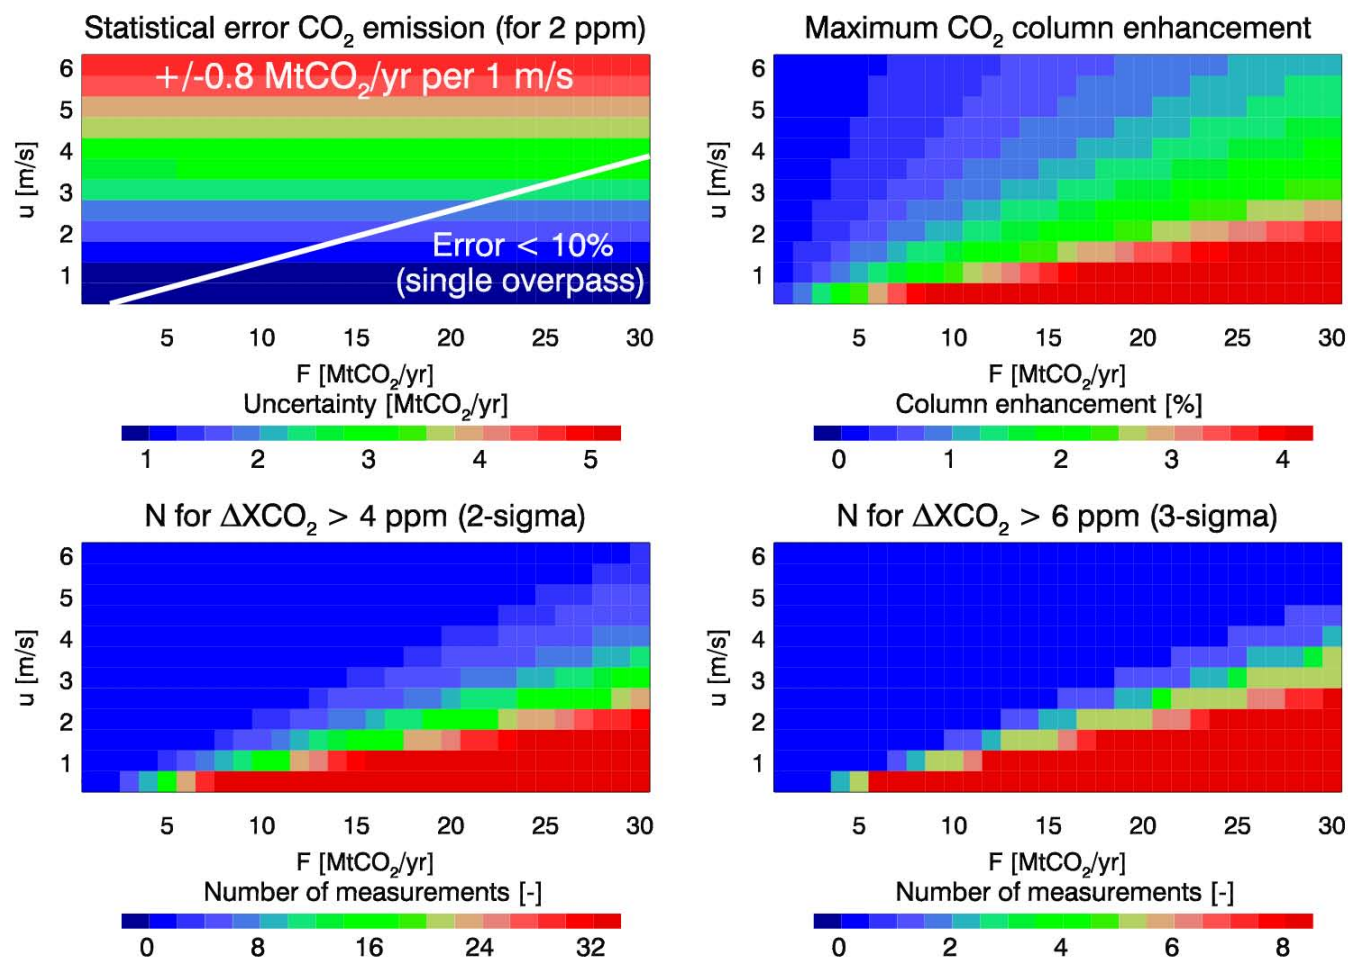 Statistical error CO₂ emission (for 2 ppm)
+/-0.8 MtCO₂/yr per 1 m/s
Error < 10%
(single overpass)
6
5
4
3
2
1
u [m/s]
5 10 15 20 25 30
F [MtCO₂/yr]
Uncertainty [MtCO₂/yr]
1 2 3 4 5
Maximum CO₂ column enhancement
6
5
4
3
2
1
u [m/s]
5 10 15 20 25 30
F [MtCO₂/yr]
Column enhancement [%]
0 1 2 3 4
N for ΔXCO₂ > 4 ppm (2-sigma)
6
5
4
3
2
1
u [m/s]
5 10 15 20 25 30
F [MtCO₂/yr]
Number of measurements [-]
0 8 16 24 32
N for ΔXCO₂ > 6 ppm (3-sigma)
6
5
4
3
2
1
u [m/s]
5 10 15 20 25 30
F [MtCO₂/yr]
Number of measurements [-]
0 2 4 6 8